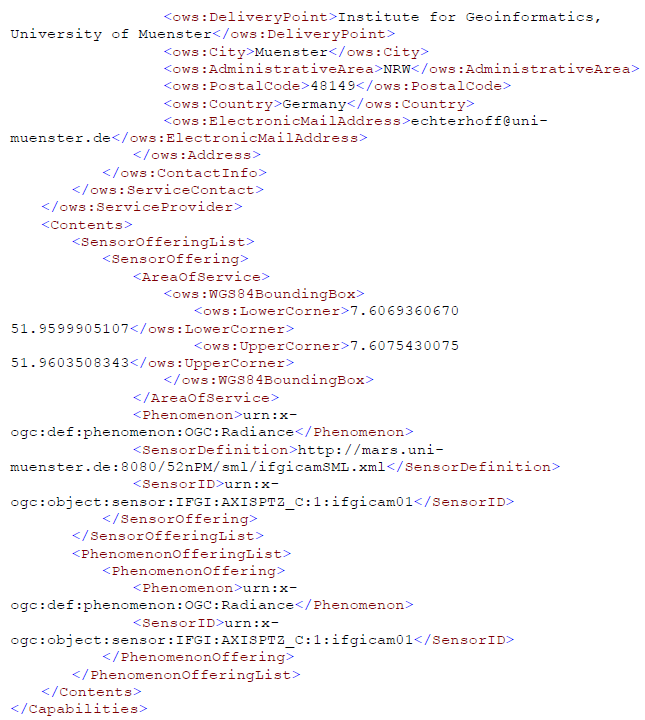 <ows:DeliveryPoint>Institute for Geoinformatics,
University of Muenster</ows:DeliveryPoint>
<ows:City>Muenster</ows:City>
<ows:AdministrativeArea>NRW</ows:AdministrativeArea>
<ows:PostalCode>48149</ows:PostalCode>
<ows:Country>Germany</ows:Country>
<ows:ElectronicMailAddress>echterhoff@uni-
muenster.de</ows:ElectronicMailAddress>
</ows:Address>
</ows:ContactInfo>
</ows:ServiceContact>
</ows:ServiceProvider>
<Contents>
<SensorOfferingList>
<SensorOffering>
<AreaOfService>
<ows:WGS84BoundingBox>
<ows:LowerCorner>7.6069360670
51.9599905107</ows:LowerCorner>
<ows:UpperCorner>7.6075430075
51.9603508343</ows:UpperCorner>
</ows:WGS84BoundingBox>
</AreaOfService>
<Phenomenon>urn:x-
ogc:def:phenomenon:OGC:Radiance</Phenomenon>
<SensorDefinition>http://mars.uni-
muenster.de:8080/52nPM/sml/ifgicamSML.xml</SensorDefinition>
<SensorID>urn:x-
ogc:object:sensor:IFGI:AXISPTZ_C:1:ifgicam01</SensorID>
</SensorOffering>
</SensorOfferingList>
<PhenomenonOfferingList>
<PhenomenonOffering>
<Phenomenon>urn:x-
ogc:def:phenomenon:OGC:Radiance</Phenomenon>
<SensorID>urn:x-
ogc:object:sensor:IFGI:AXISPTZ_C:1:ifgicam01</SensorID>
</PhenomenonOffering>
</PhenomenonOfferingList>
</Contents>
</Capabilities>